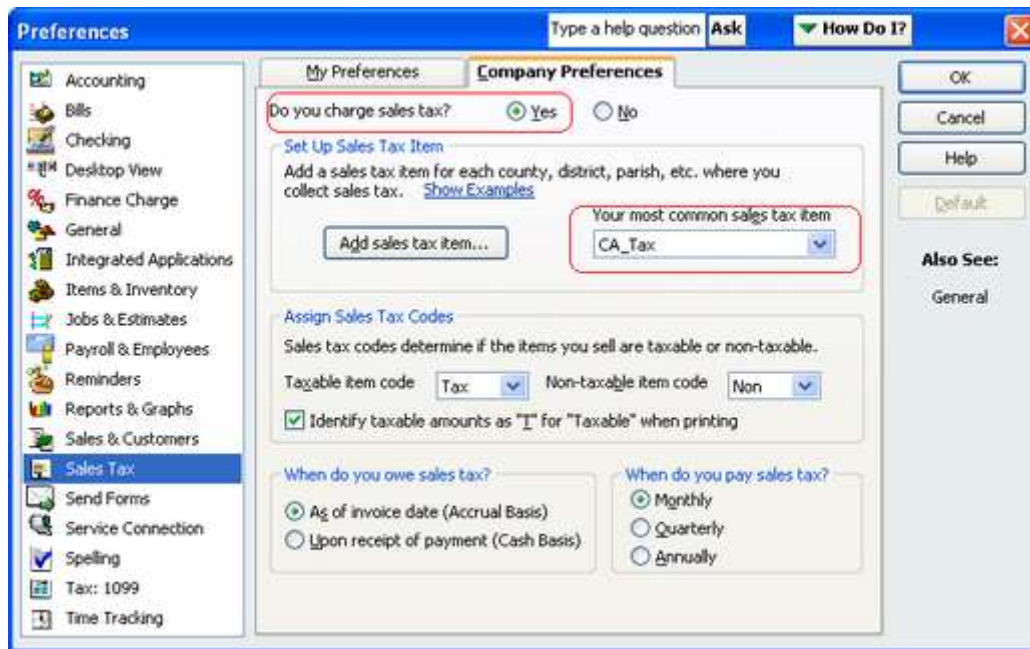 Preferences
Type a help question Ask
How Do I?
Accounting
Bills
Checking
Desktop View
Finance Charge
General
Integrated Applications
Items & Inventory
Jobs & Estimates
Payroll & Employees
Reminders
Reports & Graphs
Sales & Customers
Sales Tax
Send Forms
Service Connection
Spelling
Tax: 1099
Time Tracking
My Preferences
Company Preferences
Do you charge sales tax? Yes No
Set Up Sales Tax Item
Add a sales tax item for each county, district, parish, etc. where you
collect sales tax. Show Examples
Add sales tax item...
Your most common sales tax item
CA_Tax
Assign Sales Tax Codes
Sales tax codes determine if the items you sell are taxable or non-taxable.
Taxable item code Tax Non-taxable item code Non
Identify taxable amounts as "T" for "Taxable" when printing
When do you owe sales tax?
As of invoice date (Accrual Basis)
Upon receipt of payment (Cash Basis)
When do you pay sales tax?
Monthly
Quarterly
Annually
OK
Cancel
Help
Default
Also See:
General